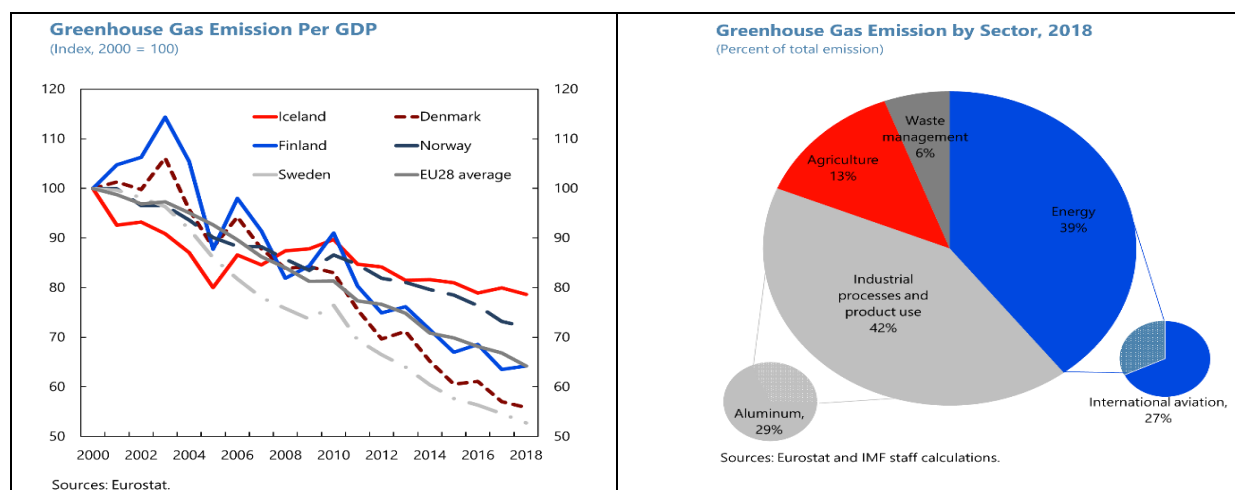 Greenhouse Gas Emission Per GDP
(Index, 2000 = 100)
120
120
110
110
100
100
90
90
80
80
70
70
60
60
50
50
Iceland
Denmark
Finland
Norway
Sweden
EU28 average
2000 2002 2004 2006 2008 2010 2012 2014 2016 2018
Sources: Eurostat.
Greenhouse Gas Emission by Sector, 2018
(Percent of total emission)
Waste
management
6%
Agriculture
13%
Energy
39%
Industrial
processes and
product use
42%
Aluminum,
29%
International aviation,
27%
Sources: Eurostat and IMF staff calculations.